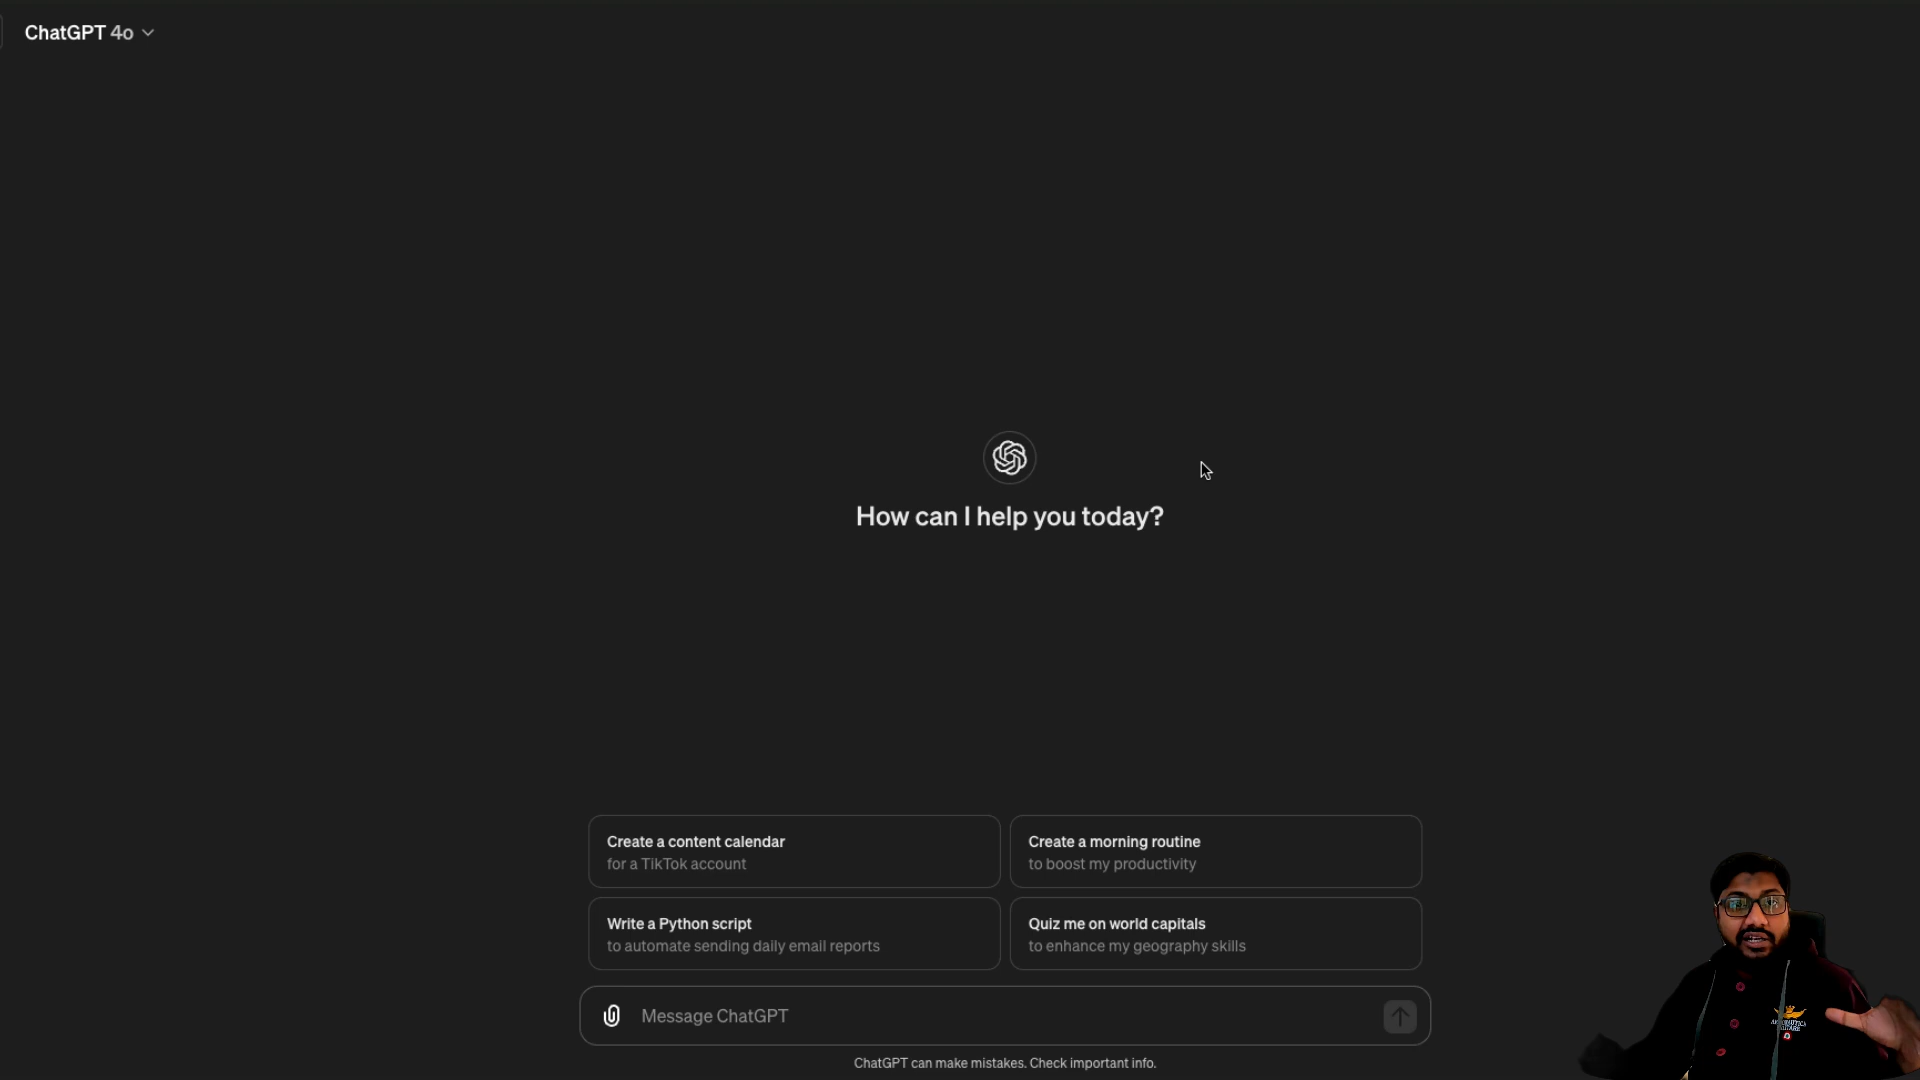 ChatGPT 4o
How can I help you today?
Create a content calendar
for a TikTok account
Create a morning routine
to boost my productivity
Write a Python script
to automate sending daily email reports
Quiz me on world capitals
to enhance my geography skills
Message ChatGPT
ChatGPT can make mistakes. Check important info.